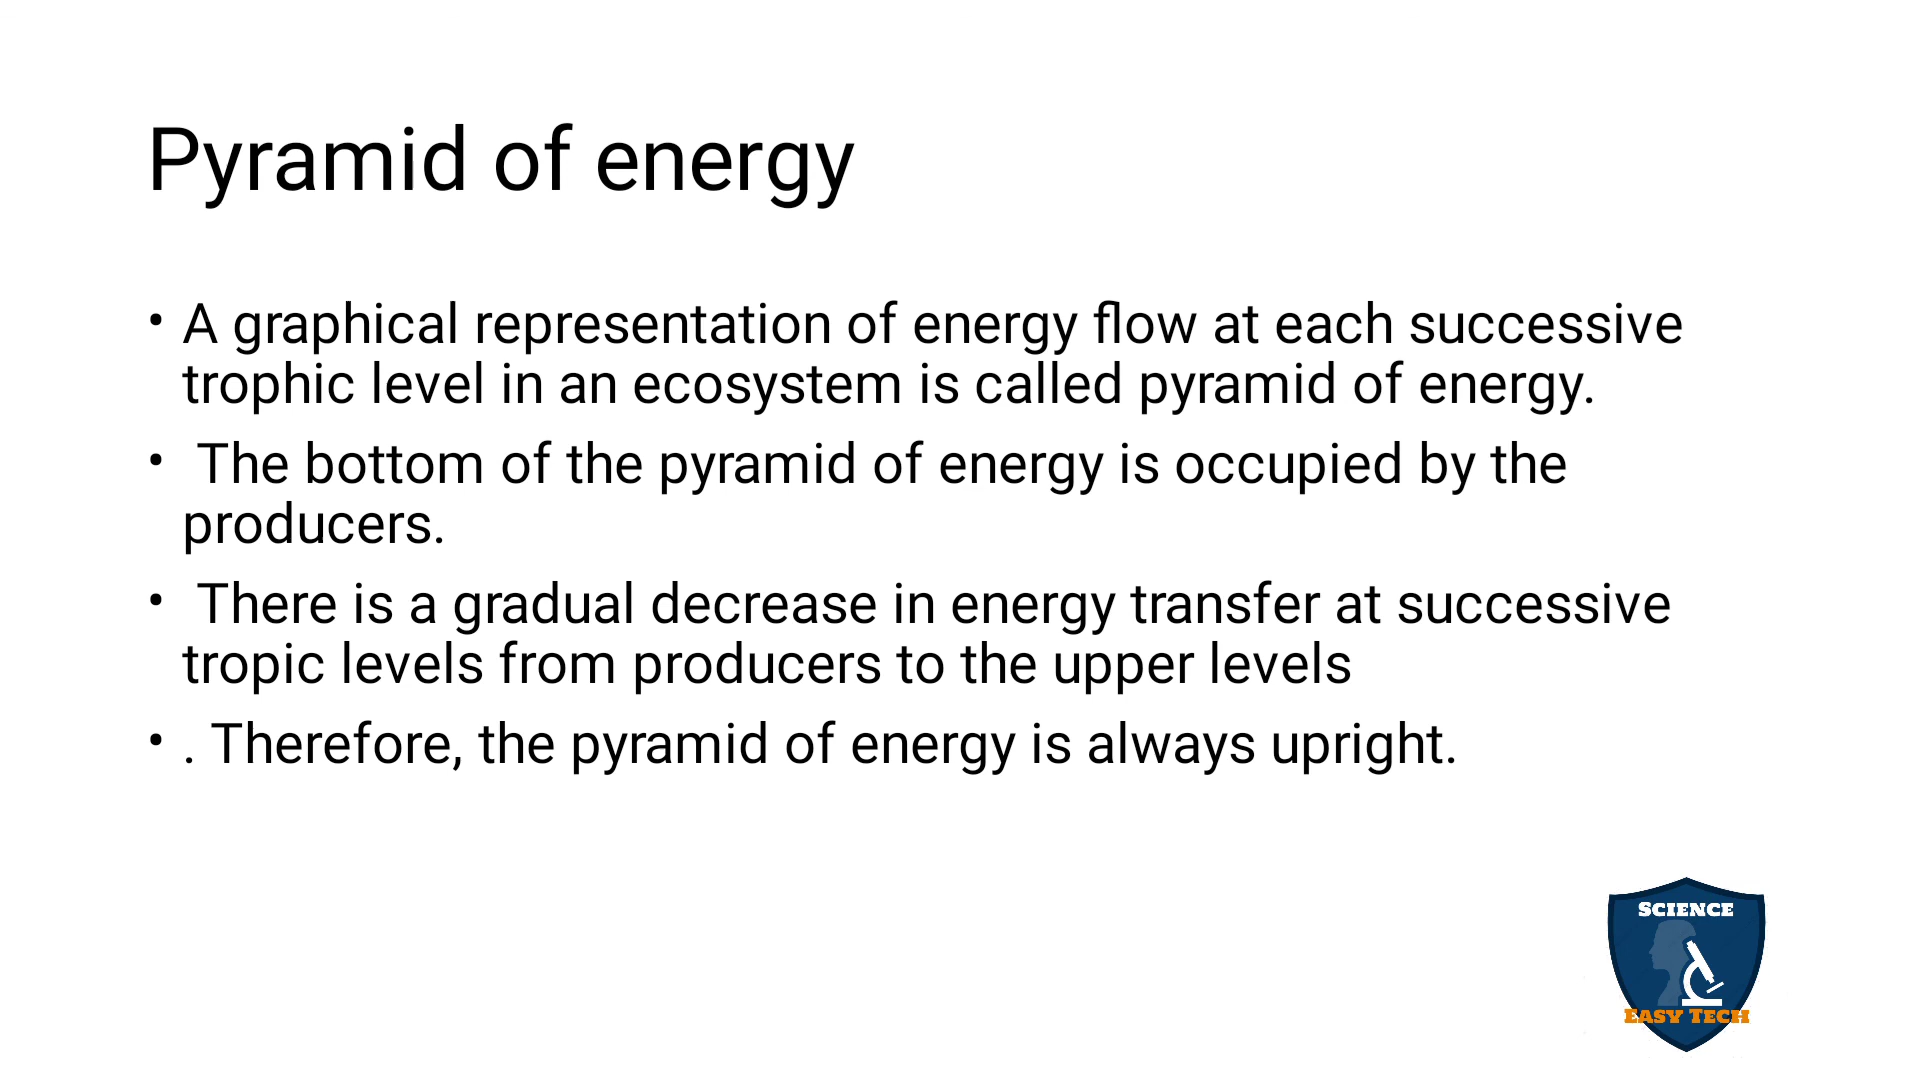 Pyramid of energy
• A graphical representation of energy flow at each successive
trophic level in an ecosystem is called pyramid of energy.
• The bottom of the pyramid of energy is occupied by the
producers.
• There is a gradual decrease in energy transfer at successive
tropic levels from producers to the upper levels
• . Therefore, the pyramid of energy is always upright.
SCIENCE
EASY TECH